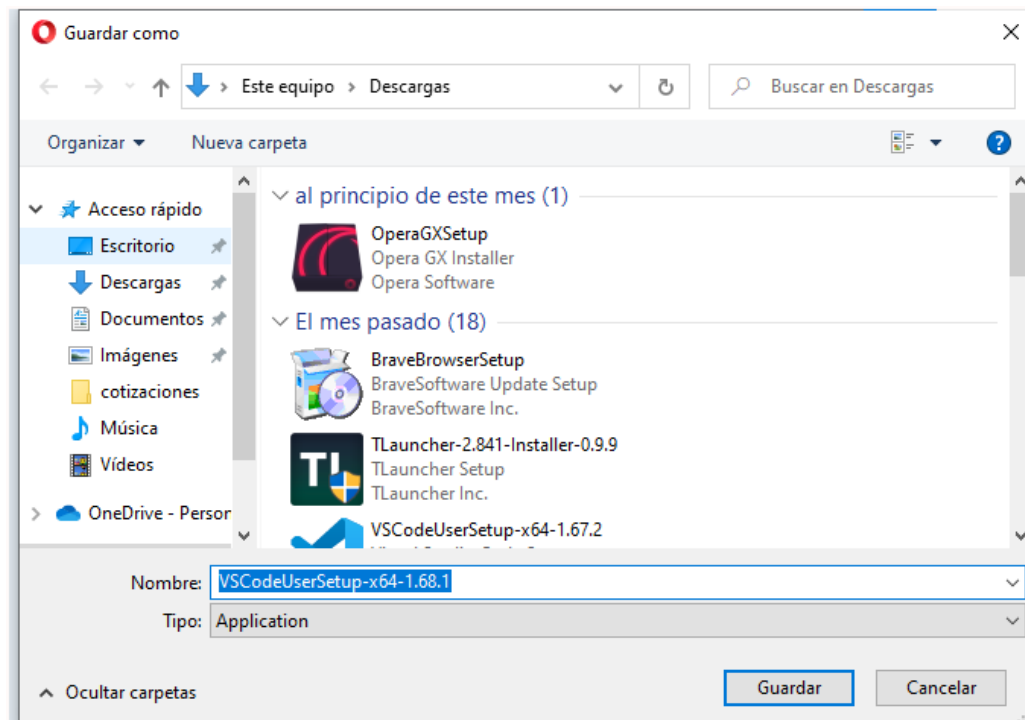 Guardar como
Este equipo > Descargas
Buscar en Descargas
Organizar
Nueva carpeta
Acceso rápido
Escritorio
Descargas
Documentos
Imágenes
cotizaciones
Música
Vídeos
OneDrive - Person
al principio de este mes (1)
OperaGXSetup
Opera GX Installer
Opera Software
El mes pasado (18)
BraveBrowserSetup
BraveSoftware Update Setup
BraveSoftware Inc.
TLauncher-2.841-Installer-0.9.9
TLauncher Setup
TLauncher Inc.
VSCodeUserSetup-x64-1.67.2
Nombre: VSCodeUserSetup-x64-1.68.1
Tipo: Application
Ocultar carpetas
Guardar
Cancelar